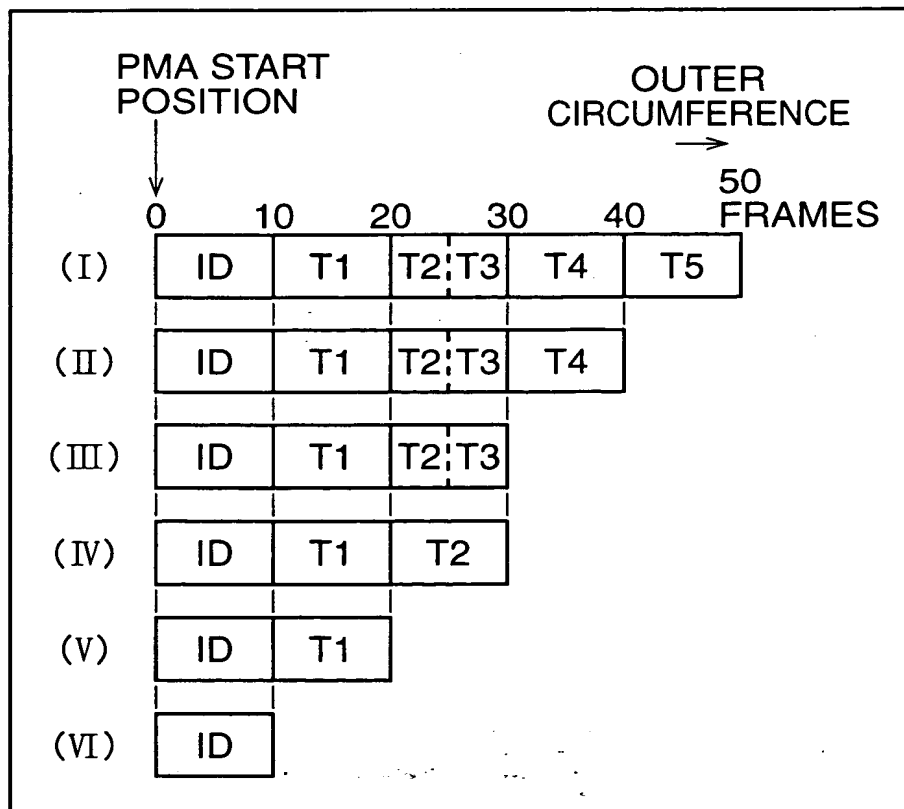 PMA START
POSITION
OUTER
CIRCUMFERENCE
→
50
FRAMES
0 10 20 30 40
(I) ID T1 T2 T3 T4 T5
(II) ID T1 T2 T3 T4
(III) ID T1 T2 T3
(IV) ID T1 T2
(V) ID T1
(VI) ID